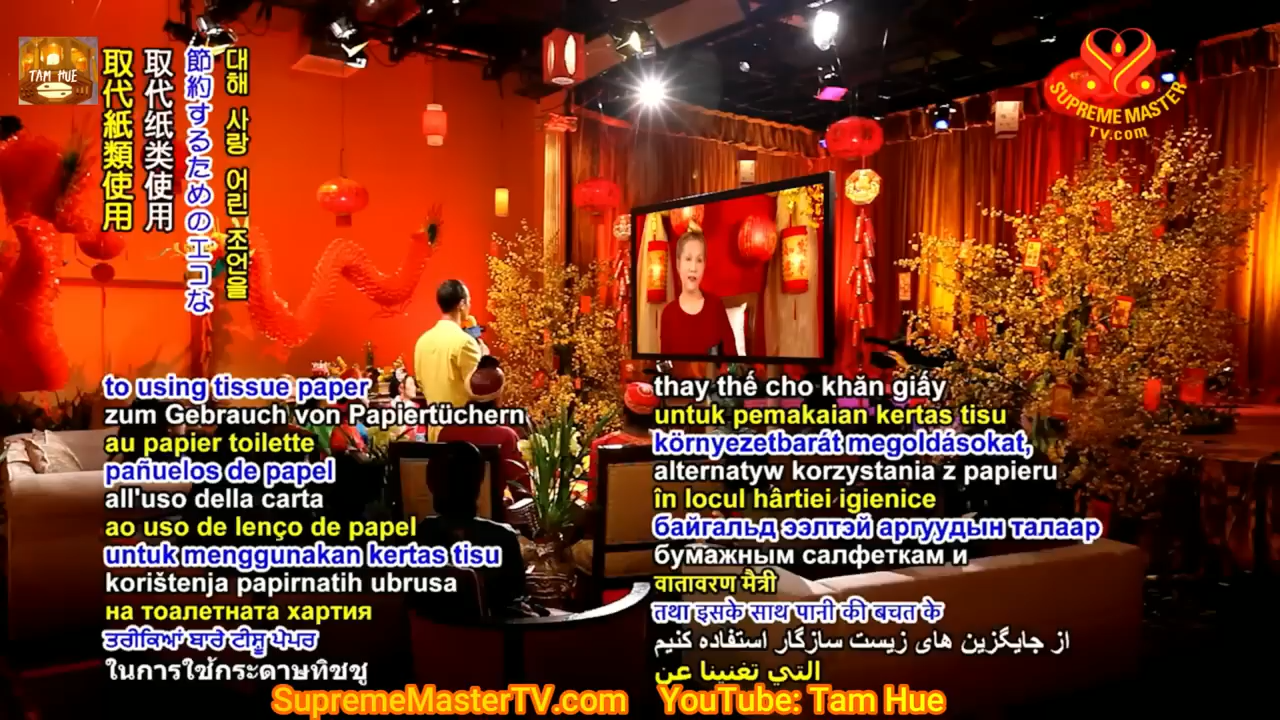 TAM HUE
SUPREME MASTER
TV.com
대해 사랑 어린 조언을
節約するためのエコな
取代纸类使用
取代紙類使用
to using tissue paper
zum Gebrauch von Papiertüchern
au papier toilette
pañuelos de papel
all'uso della carta
ao uso de lenço de papel
untuk menggunakan kertas tisu
korištenja papirnatih ubrusa
на тоалетната хартия
ਤਰੀਕਿਆਂ ਬਾਰੇ ਟੀਸ਼ੂ ਪੇਪਰ
ในการใช้กระดาษทิชชู
thay thế cho khăn giấy
untuk pemakaian kertas tisu
környezetbarát megoldásokat,
alternatyw korzystania z papieru
în locul hârtiei igienice
байгальд ээлтэй аргуудын талаар
бумажным салфеткам и
वातावरण मैत्री
तथा इसके साथ पानी की बचत के
از جایگزین های زیست سازگار استفاده کنیم
التي تغنينا عن
SupremeMasterTV.com YouTube: Tam Hue